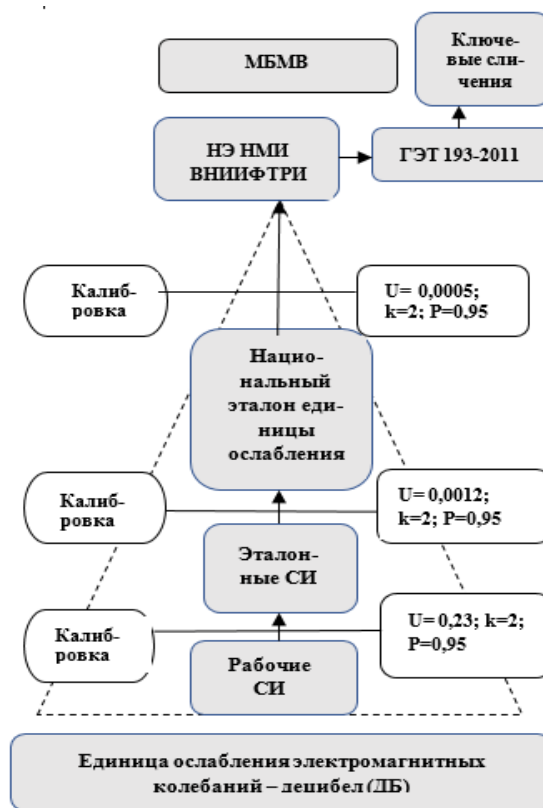 МБМВ
Ключе-
вые сли-
чения
НЭ НМИ
ВНИИФТРИ
ГЭТ 193-2011
Калиб-
ровка
U= 0,0005;
k=2; P=0,95
Нацио-
нальный
эталон еди-
ницы
ослабления
Калиб-
ровка
U= 0,0012;
k=2; P=0,95
Эталон-
ные СИ
Калиб-
ровка
U= 0,23; k=2;
P=0,95
Рабочие
СИ
Единица ослабления электромагнитных
колебаний – децибел (ДБ)